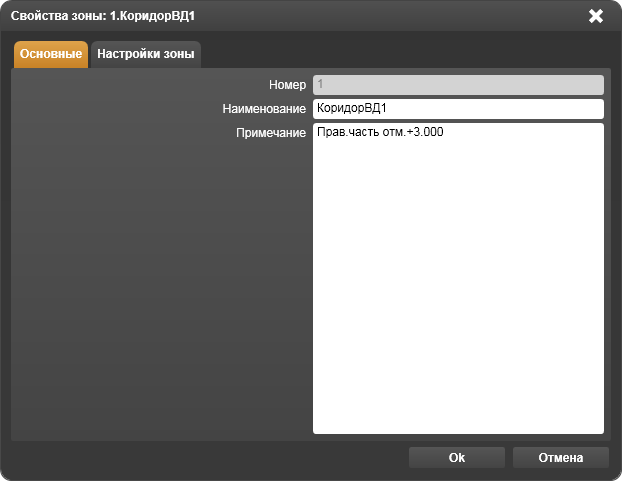 Свойства зоны: 1.КоридорВД1
Основные Настройки зоны
Номер 1
Наименование КоридорВД1
Примечание Прав.часть отм.+3.000
Ok Отмена